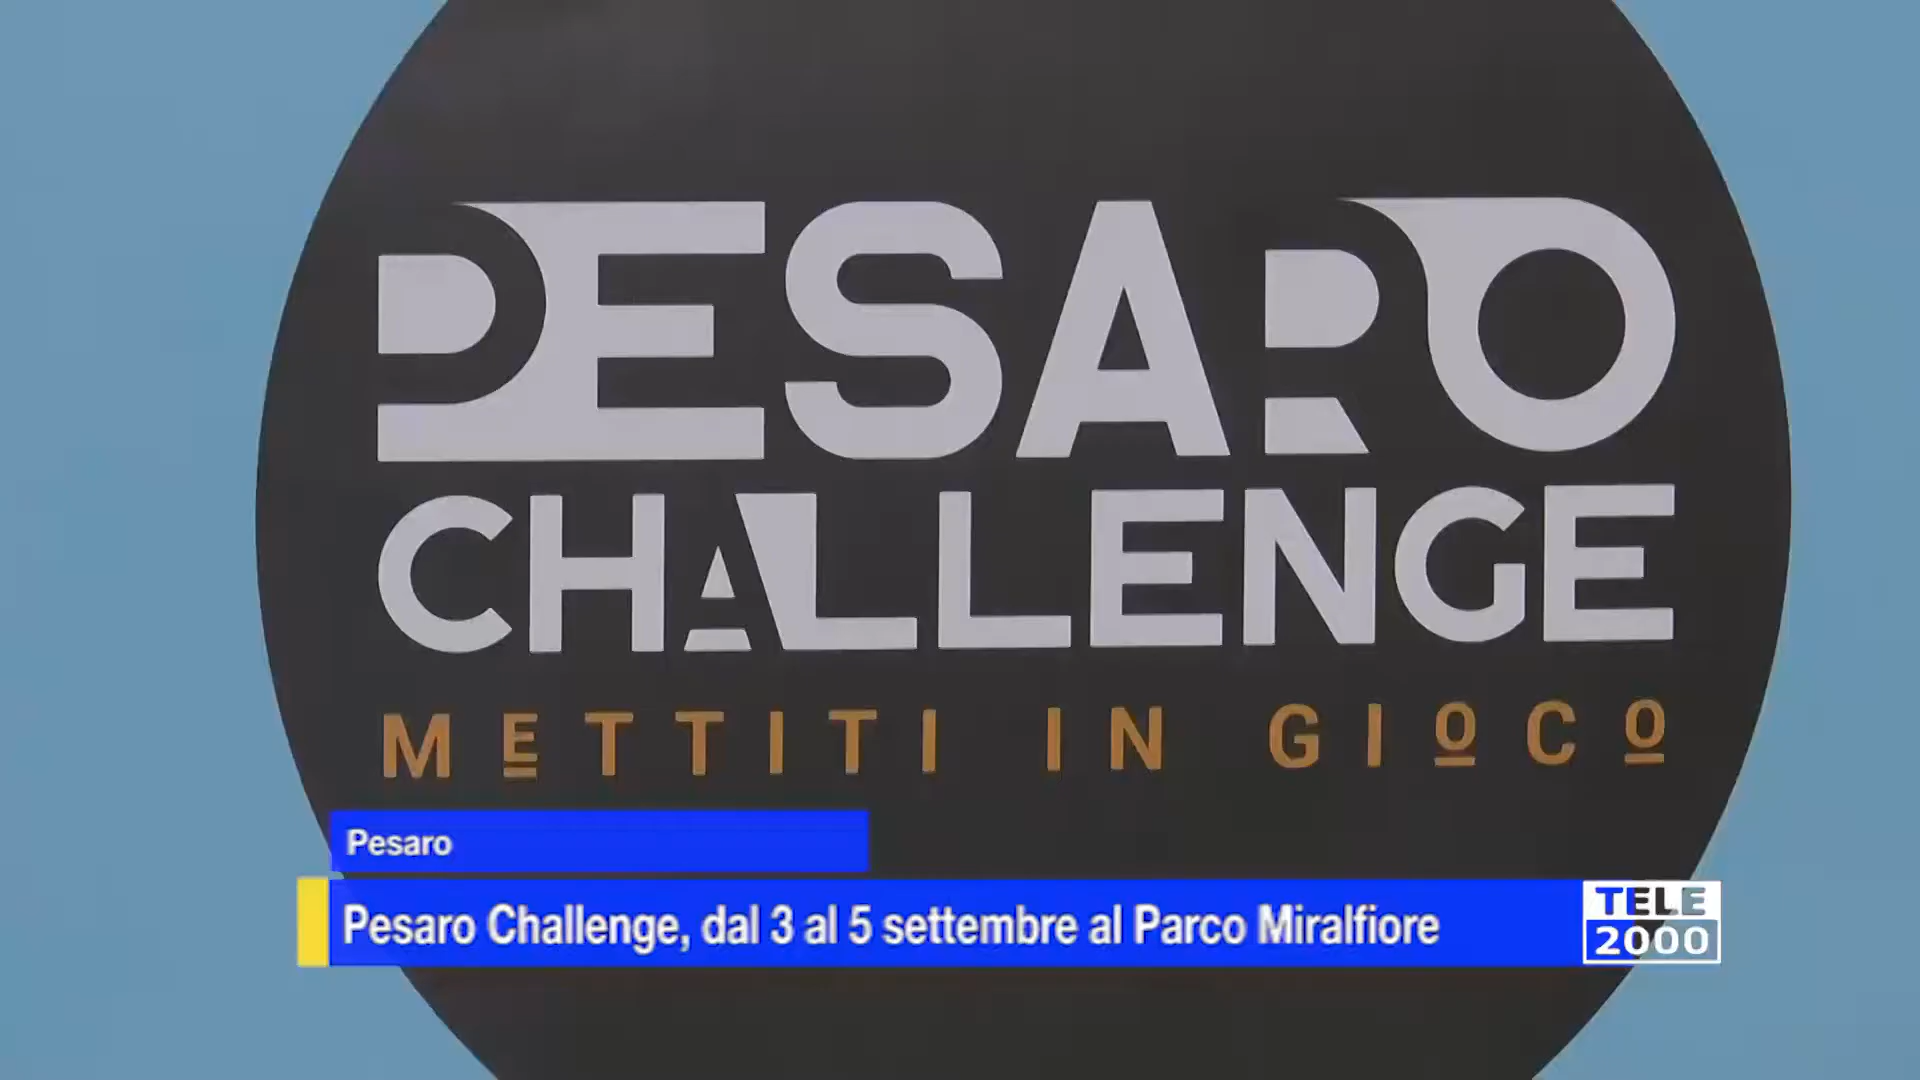 PESARO
CHALLENGE
METTITI IN GIOCO
Pesaro
Pesaro Challenge, dal 3 al 5 settembre al Parco Miralfiore
TELE
2000